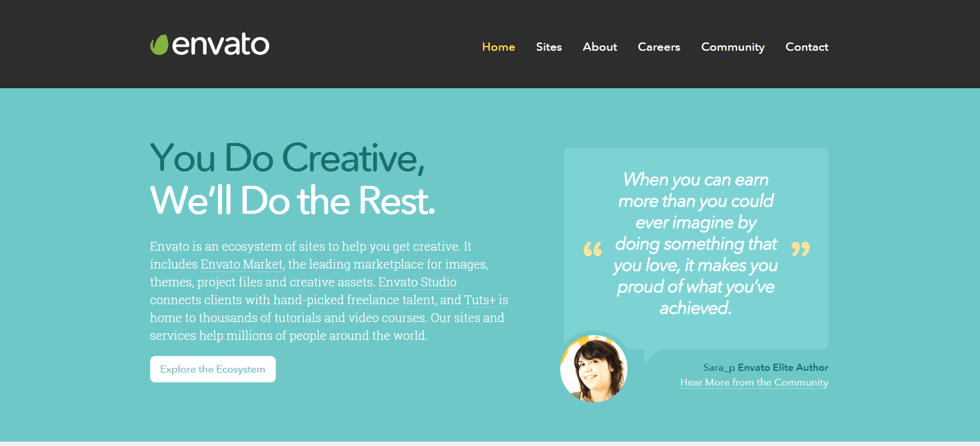 envato
Home Sites About Careers Community Contact
You Do Creative,
We’ll Do the Rest.
Envato is an ecosystem of sites to help you get creative. It
includes Envato Market, the leading marketplace for images,
themes, project files and creative assets. Envato Studio
connects clients with hand-picked freelance talent, and Tuts+ is
home to thousands of tutorials and video courses. Our sites and
services help millions of people around the world.
Explore the Ecosystem
“ When you can earn
more than you could
ever imagine by
doing something that
you love, it makes you
proud of what you’ve
achieved. ”
Sara_p Envato Elite Author
Hear More from the Community